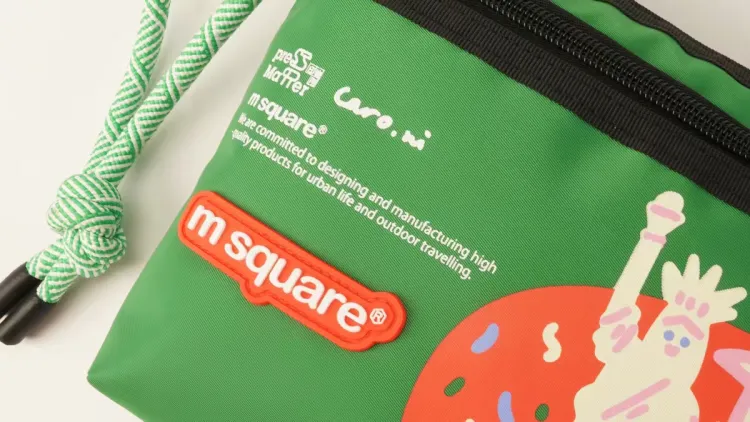 press
Matter
Caro.ni
m square®
We are committed to designing and manufacturing high
quality products for urban life and outdoor travelling.
m square®